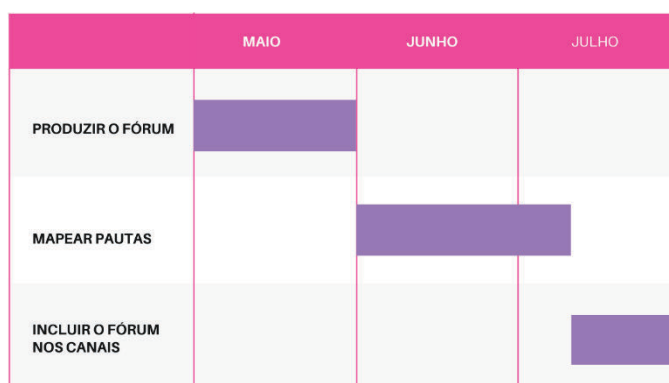 MAIO
JUNHO
JULHO
PRODUZIR O FÓRUM
MAPEAR PAUTAS
INCLUIR O FÓRUM
NOS CANAIS